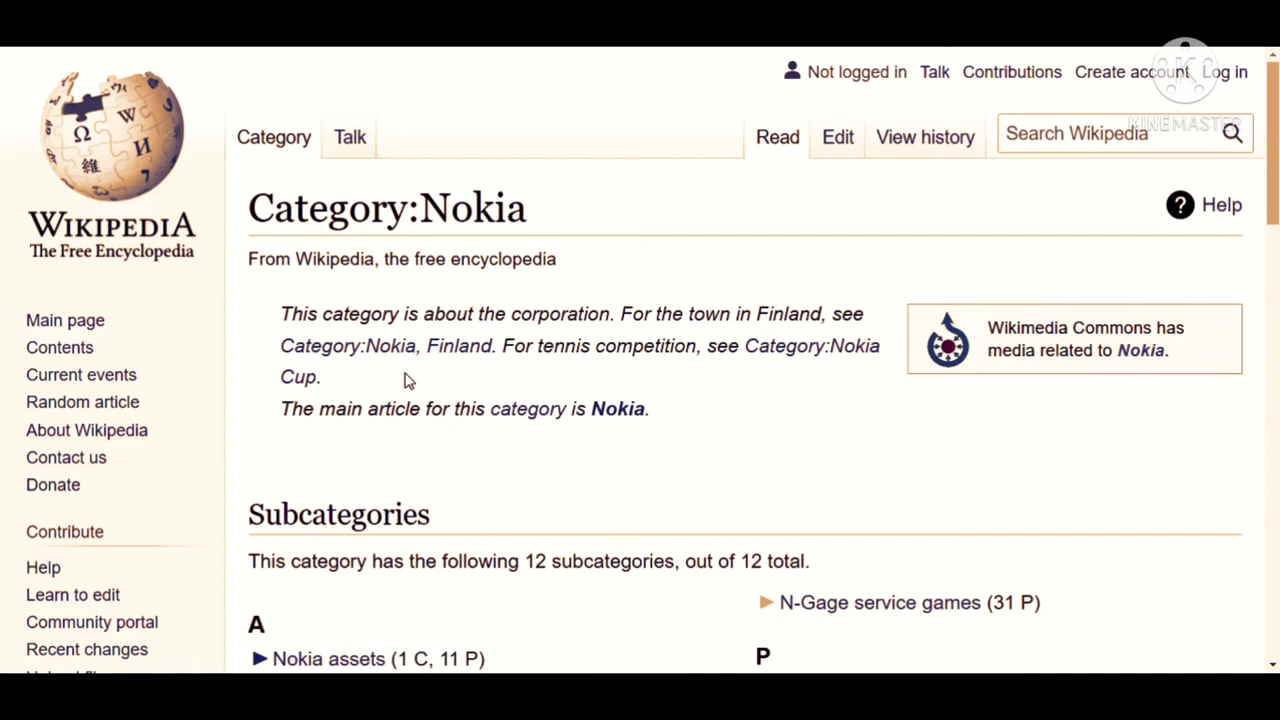 Not logged in Talk Contributions Create account Log in
KINEMASTER
Category Talk Read Edit View history Search Wikipedia
WIKIPEDIA
The Free Encyclopedia
Category:Nokia
Help
From Wikipedia, the free encyclopedia
This category is about the corporation. For the town in Finland, see
Category:Nokia, Finland. For tennis competition, see Category:Nokia
Cup.
The main article for this category is Nokia.
Wikimedia Commons has
media related to Nokia.
Main page
Contents
Current events
Random article
About Wikipedia
Contact us
Donate
Contribute
Help
Learn to edit
Community portal
Recent changes
Subcategories
This category has the following 12 subcategories, out of 12 total.
A
► Nokia assets (1 C, 11 P)
► N-Gage service games (31 P)
P